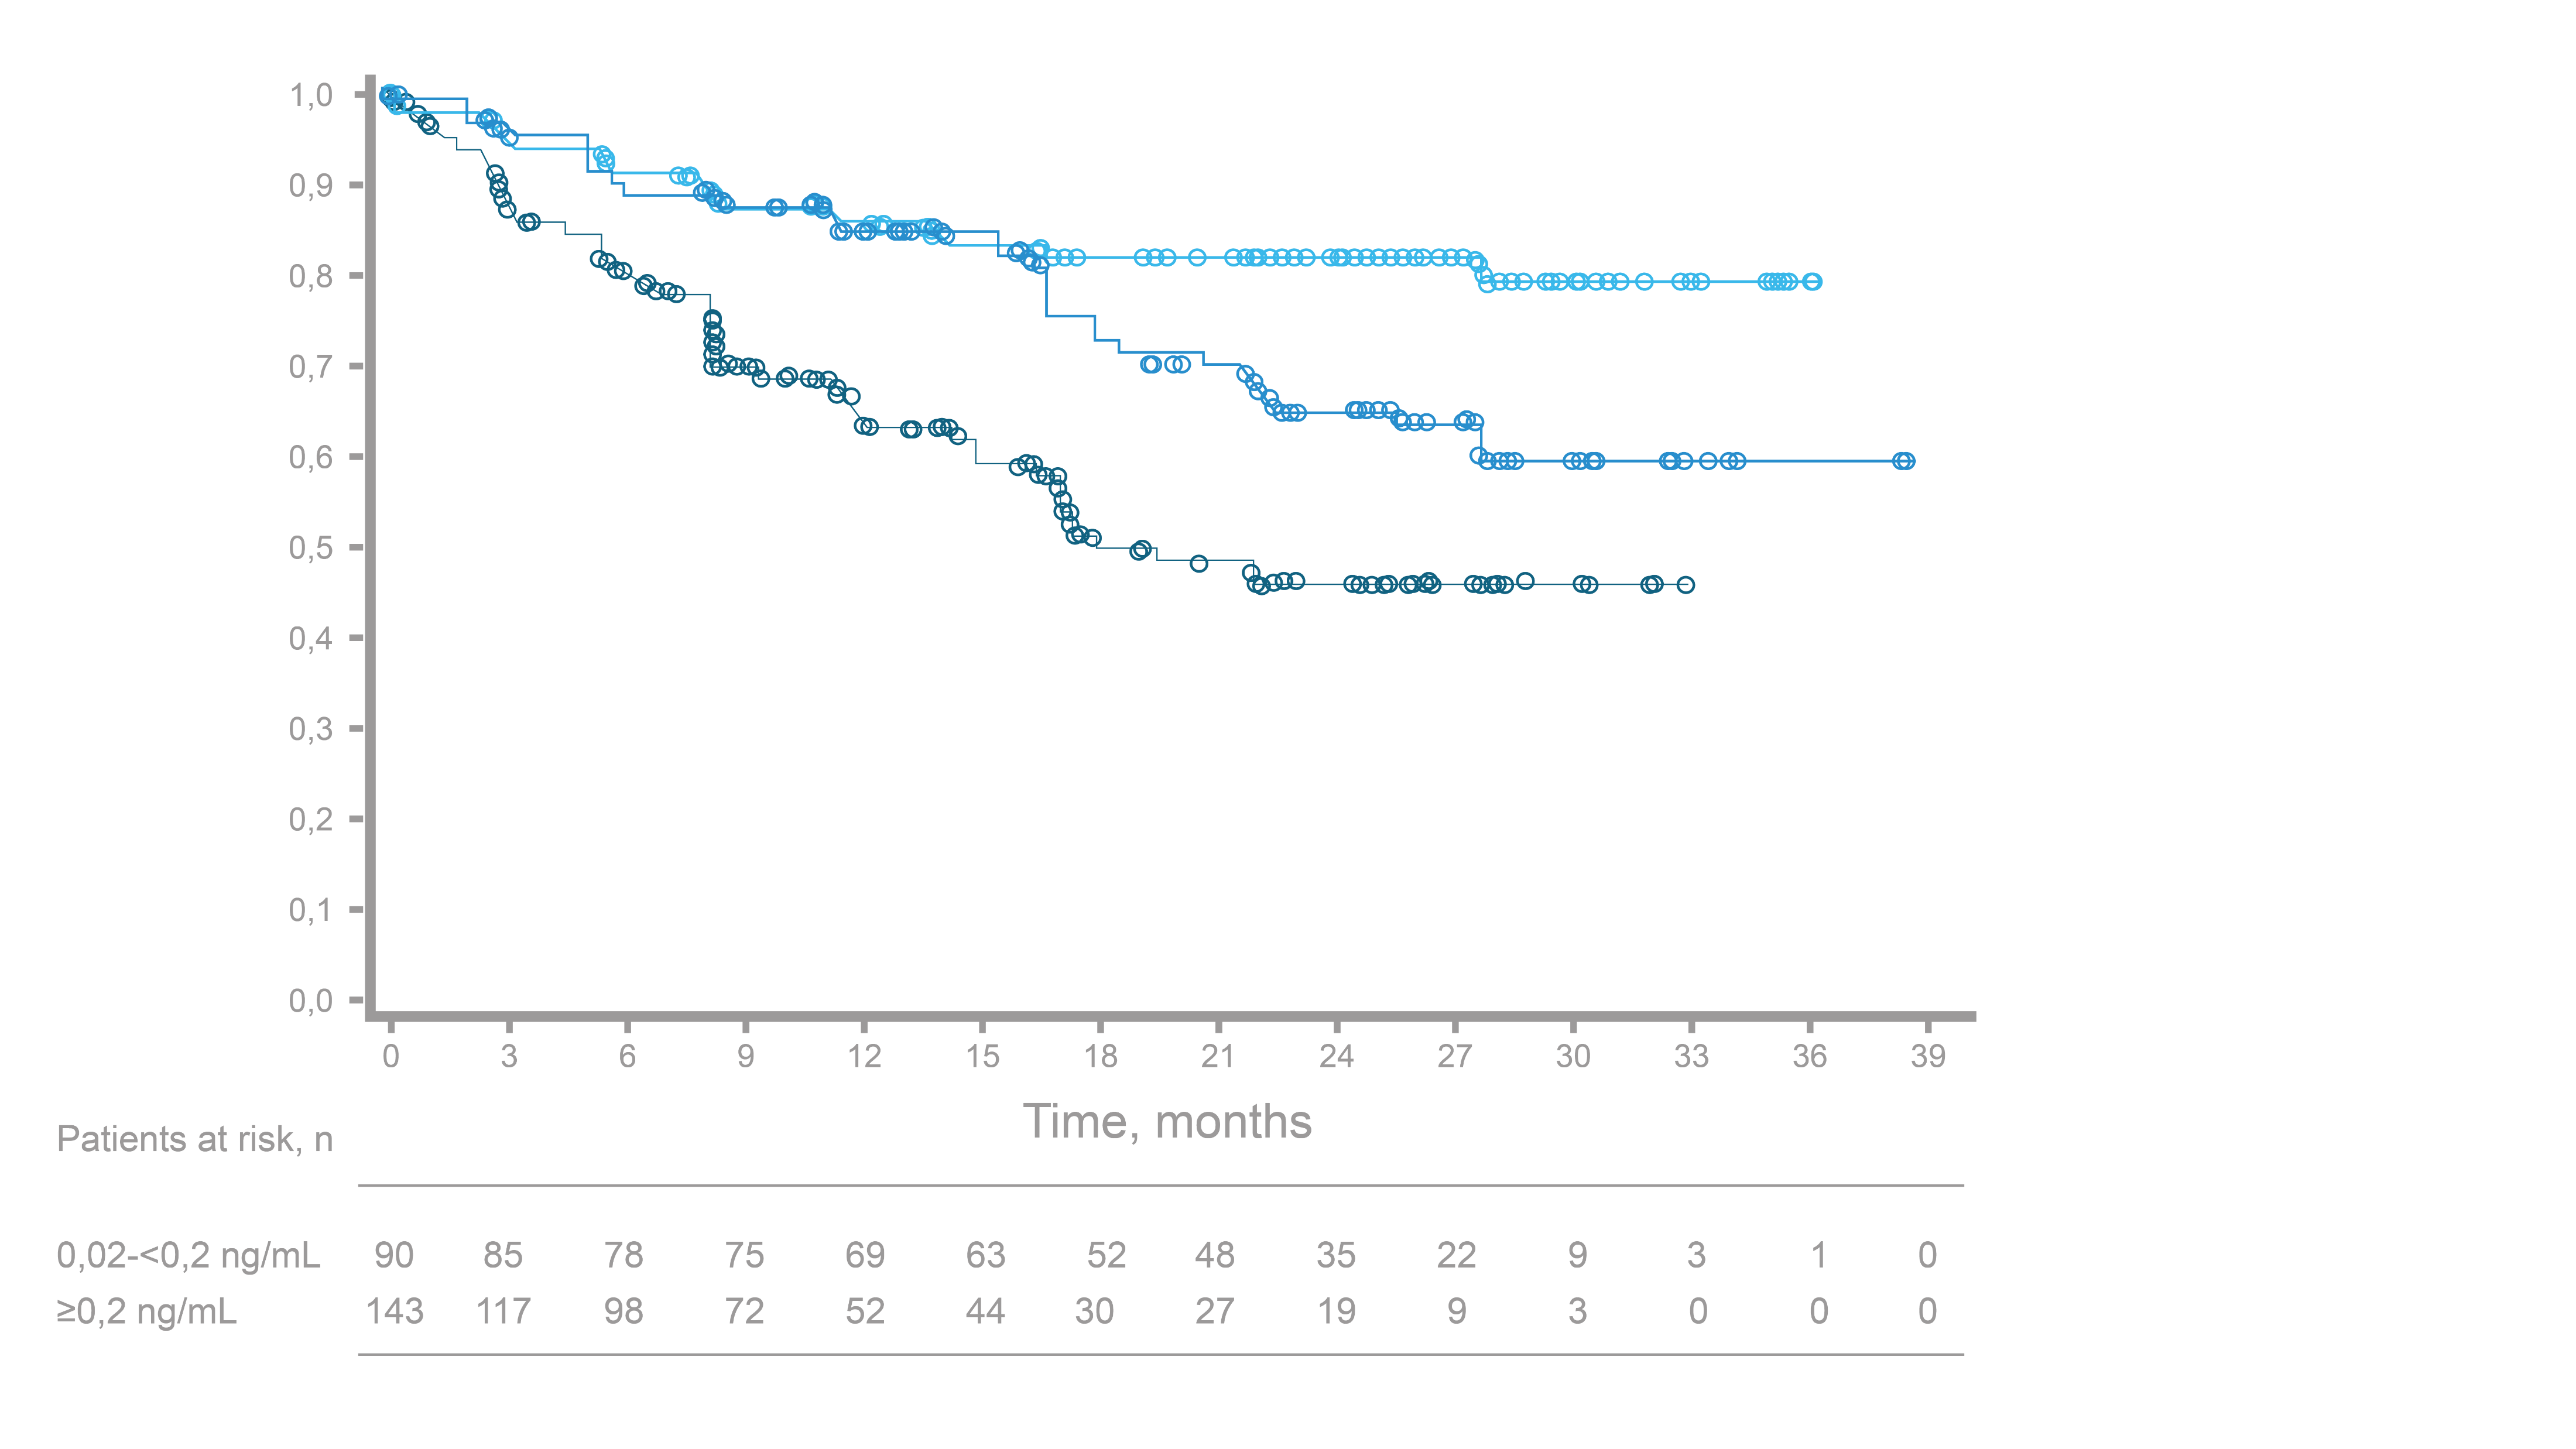 1,0
0,9
0,8
0,7
0,6
0,5
0,4
0,3
0,2
0,1
0,0
0 3 6 9 12 15 18 21 24 27 30 33 36 39
Time, months
Patients at risk, n
0,02-<0,2 ng/mL 90 85 78 75 69 63 52 48 35 22 9 3 1 0
≥0,2 ng/mL 143 117 98 72 52 44 30 27 19 9 3 0 0 0